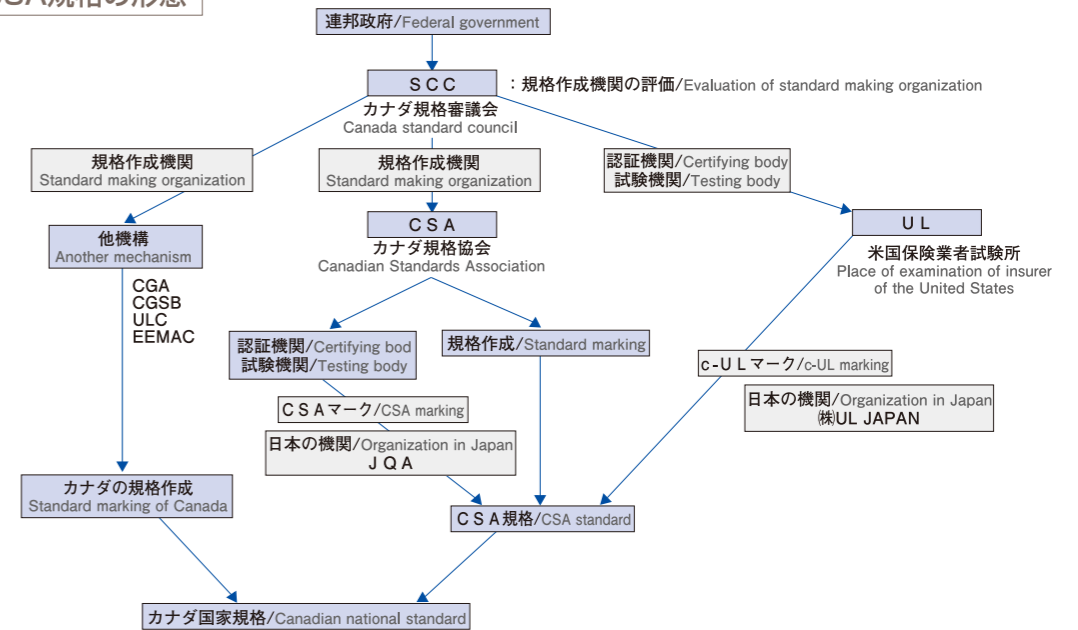 CSA規格の形態
連邦政府/Federal government
SCC
：規格作成機関の評価/Evaluation of standard making organization
カナダ規格審議会
Canada standard council
規格作成機関
Standard making organization
規格作成機関
Standard making organization
認証機関/Certifying body
試験機関/Testing body
他機構
Another mechanism
CGA
CGSB
ULC
EEMAC
CSA
カナダ規格協会
Canadian Standards Association
UL
米国保険業者試験所
Place of examination of insurer
of the United States
認証機関/Certifying bod
試験機関/Testing body
規格作成/Standard marking
c-ULマーク/c-UL marking
CSAマーク/CSA marking
日本の機関/Organization in Japan
㈱UL JAPAN
日本の機関/Organization in Japan
JQA
カナダの規格作成
Standard marking of Canada
CSA規格/CSA standard
カナダ国家規格/Canadian national standard